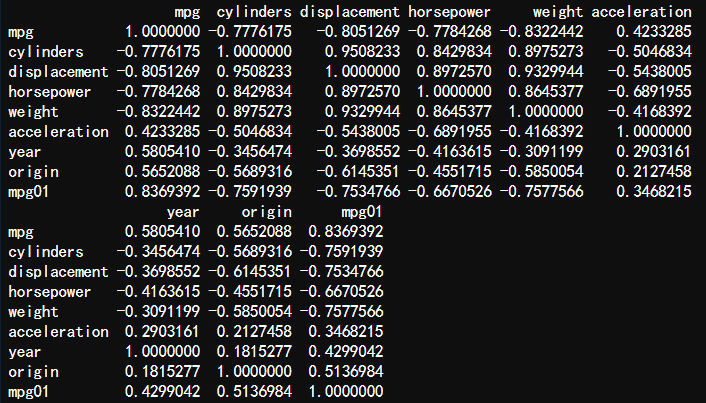 mpg cylinders displacement horsepower weight acceleration
mpg 1.0000000 -0.7776175 -0.8051269 -0.7784268 -0.8322442 0.4233285
cylinders -0.7776175 1.0000000 0.9508233 0.8429834 0.8975273 -0.5046834
displacement -0.8051269 0.9508233 1.0000000 0.8972570 0.9329944 -0.5438005
horsepower -0.7784268 0.8429834 0.8972570 1.0000000 0.8645377 -0.6891955
weight -0.8322442 0.8975273 0.9329944 0.8645377 1.0000000 -0.4168392
acceleration 0.4233285 -0.5046834 -0.5438005 -0.6891955 -0.4168392 1.0000000
year 0.5805410 -0.3456474 -0.3698552 -0.4163615 -0.3091199 0.2903161
origin 0.5652088 -0.5689316 -0.6145351 -0.4551715 -0.5850054 0.2127458
mpg01 0.8369392 -0.7591939 -0.7534766 -0.6670526 -0.7577566 0.3468215
year origin mpg01
mpg 0.5805410 0.5652088 0.8369392
cylinders -0.3456474 -0.5689316 -0.7591939
displacement -0.3698552 -0.6145351 -0.7534766
horsepower -0.4163615 -0.4551715 -0.6670526
weight -0.3091199 -0.5850054 -0.7577566
acceleration 0.2903161 0.2127458 0.3468215
year 1.0000000 0.1815277 0.4299042
origin 0.1815277 1.0000000 0.5136984
mpg01 0.4299042 0.5136984 1.0000000